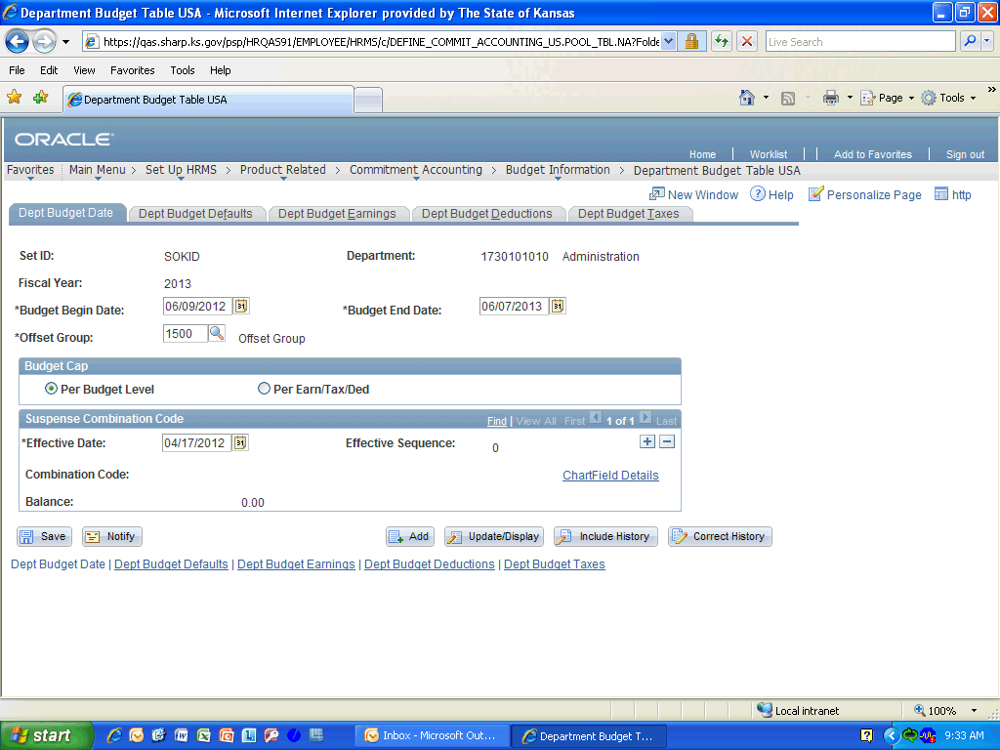 Department Budget Table USA - Microsoft Internet Explorer provided by The State of Kansas
https://qas.sharp.ks.gov/psp/HRQAS91/EMPLOYEE/HRMS/c/DEFINE_COMMIT_ACCOUNTING_US.POOL_TBL.NA?Folde
Live Search
File Edit View Favorites Tools Help
Department Budget Table USA
Page Tools »
ORACLE
Home | Worklist | | Add to Favorites | Sign out
Favorites Main Menu > Set Up HRMS > Product Related > Commitment Accounting > Budget Information > Department Budget Table USA
New Window Help Personalize Page http
Dept Budget Date Dept Budget Defaults Dept Budget Earnings Dept Budget Deductions Dept Budget Taxes
Set ID: SOKID Department: 1730101010 Administration
Fiscal Year: 2013
*Budget Begin Date: 06/09/2012 31 *Budget End Date: 06/07/2013 31
*Offset Group: 1500 Offset Group
Budget Cap
Per Budget Level Per Earn/Tax/Ded
Suspense Combination Code Find | View All First 1 of 1 Last
*Effective Date: 04/17/2012 31 Effective Sequence: 0
Combination Code: ChartField Details
Balance: 0.00
Save Notify Add Update/Display Include History Correct History
Dept Budget Date | Dept Budget Defaults | Dept Budget Earnings | Dept Budget Deductions | Dept Budget Taxes
Local intranet 100%
start Inbox - Microsoft Out... Department Budget T... 9:33 AM